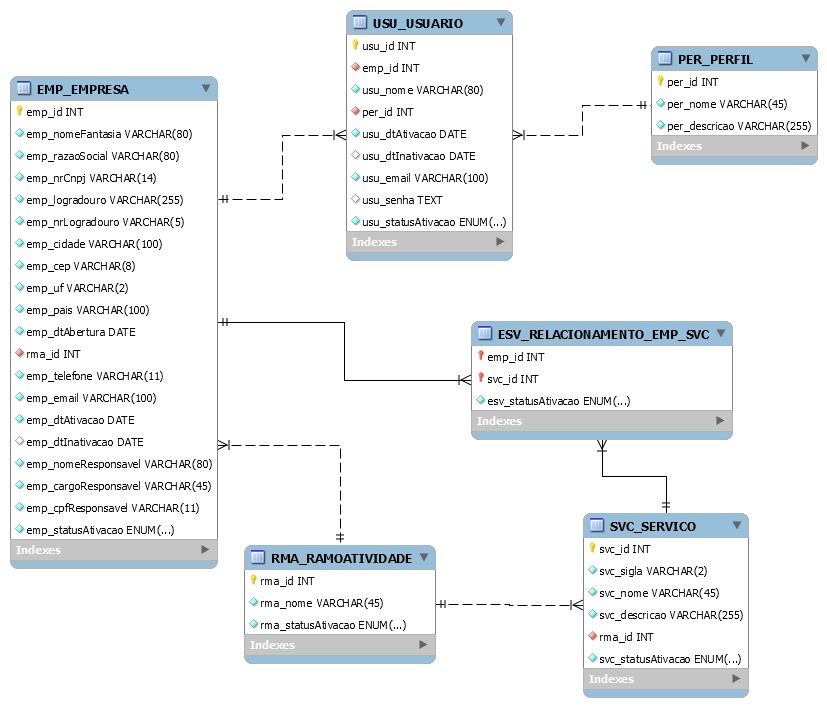 EMP_EMPRESA
emp_id INT
emp_nomeFantasia VARCHAR(80)
emp_razaoSocial VARCHAR(80)
emp_nrCnpj VARCHAR(14)
emp_logradouro VARCHAR(255)
emp_nrLogradouro VARCHAR(5)
emp_cidade VARCHAR(100)
emp_cep VARCHAR(8)
emp_uf VARCHAR(2)
emp_pais VARCHAR(100)
emp_dtAbertura DATE
rma_id INT
emp_telefone VARCHAR(11)
emp_email VARCHAR(100)
emp_dtAtivacao DATE
emp_dtInativacao DATE
emp_nomeResponsavel VARCHAR(80)
emp_cargoResponsavel VARCHAR(45)
emp_cpfResponsavel VARCHAR(11)
emp_statusAtivacao ENUM(...)
Indexes
USU_USUARIO
usu_id INT
emp_id INT
usu_nome VARCHAR(80)
per_id INT
usu_dtAtivacao DATE
usu_dtInativacao DATE
usu_email VARCHAR(100)
usu_senha TEXT
usu_statusAtivacao ENUM(...)
Indexes
PER_PERFIL
per_id INT
per_nome VARCHAR(45)
per_descricao VARCHAR(255)
Indexes
ESV_RELACIONAMENTO_EMP_SVC
emp_id INT
svc_id INT
esv_statusAtivacao ENUM(...)
Indexes
RMA_RAMOATIVIDADE
rma_id INT
rma_nome VARCHAR(45)
rma_statusAtivacao ENUM(...)
Indexes
SVC_SERVICO
svc_id INT
svc_sigla VARCHAR(2)
svc_nome VARCHAR(45)
svc_descricao VARCHAR(255)
rma_id INT
svc_statusAtivacao ENUM(...)
Indexes